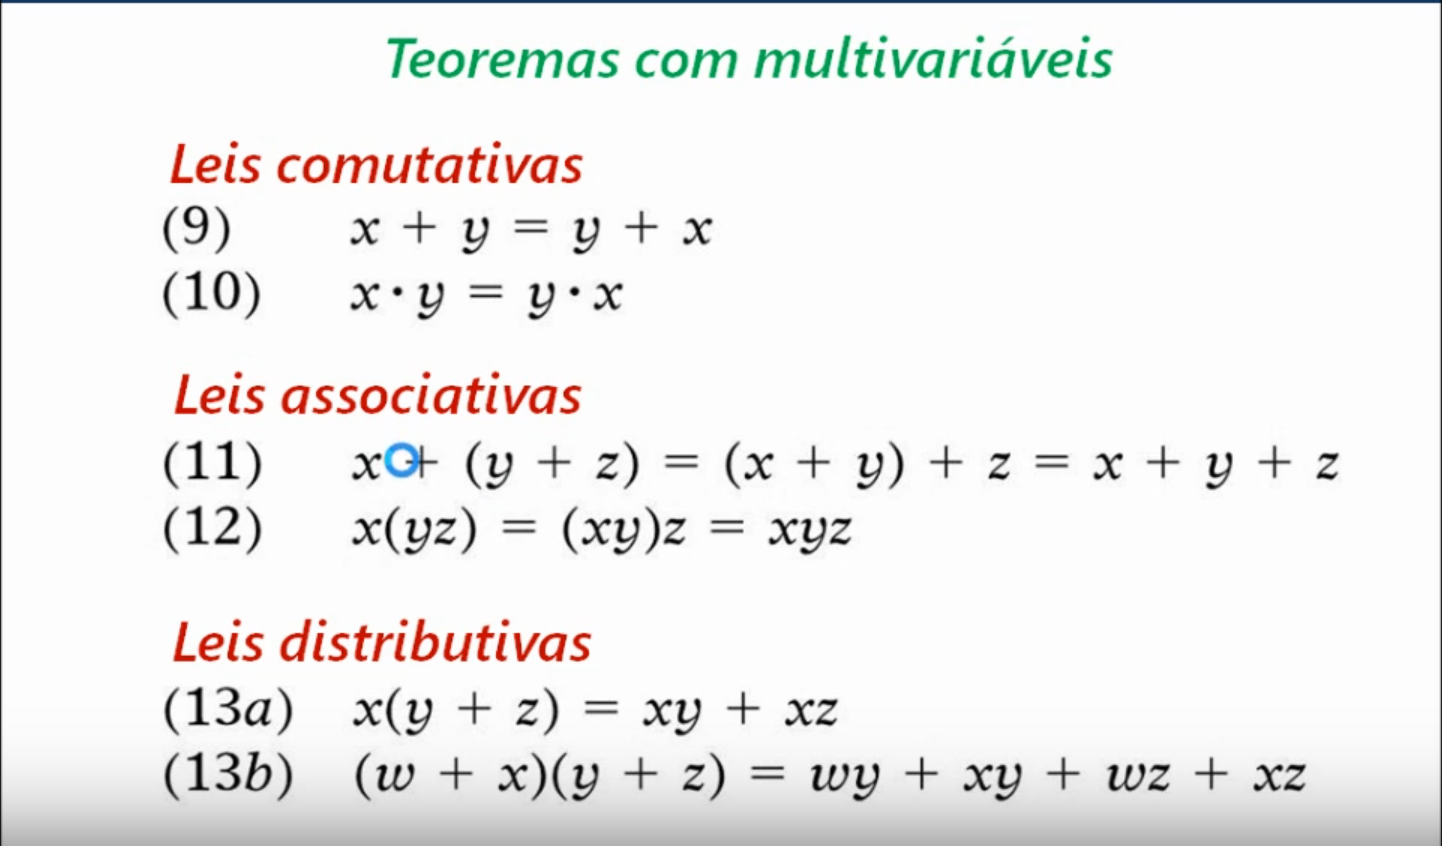 Teoremas com multivariáveis
Leis comutativas
(9) x + y = y + x
(10) x · y = y · x
Leis associativas
(11) x + (y + z) = (x + y) + z = x + y + z
(12) x(yz) = (xy)z = xyz
Leis distributivas
(13a) x(y + z) = xy + xz
(13b) (w + x)(y + z) = wy + xy + wz + xz